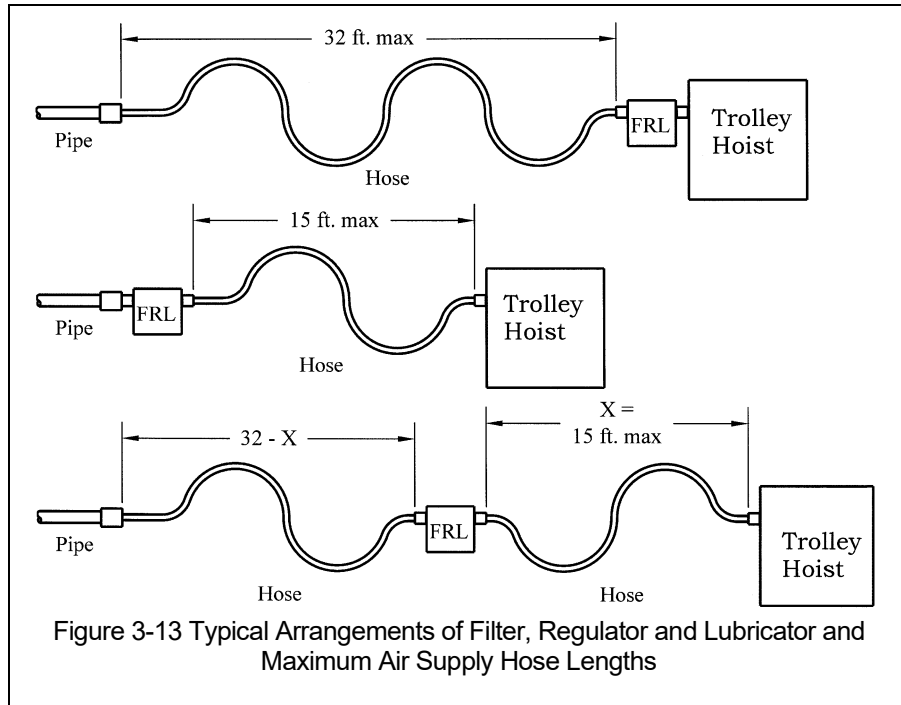 32 ft. max
Pipe
Hose
FRL
Trolley
Hoist
15 ft. max
Pipe
FRL
Hose
Trolley
Hoist
32 - X
X =
15 ft. max
Pipe
Hose
FRL
Hose
Trolley
Hoist
Figure 3-13 Typical Arrangements of Filter, Regulator and Lubricator and
Maximum Air Supply Hose Lengths